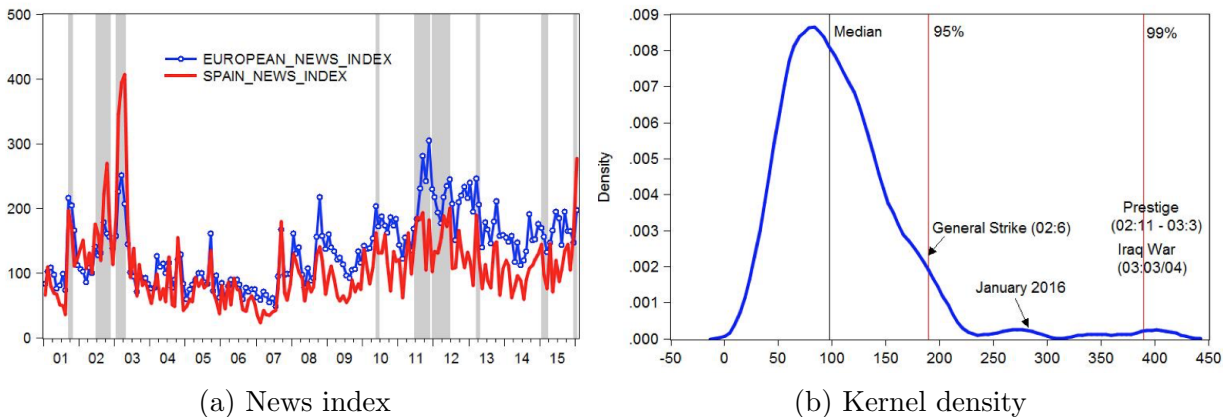 500
400
300
200
100
0
EUROPEAN_NEWS_INDEX
SPAIN_NEWS_INDEX
01 02 03 04 05 06 07 08 09 10 11 12 13 14 15
(a) News index
.009
.008
.007
.006
.005
.004
.003
.002
.001
.000
Density
Median
95%
99%
General Strike (02:6)
January 2016
Prestige
(02:11 - 03:3)
Iraq War
(03:03/04)
-50 0 50 100 150 200 250 300 350 400 450
(b) Kernel density